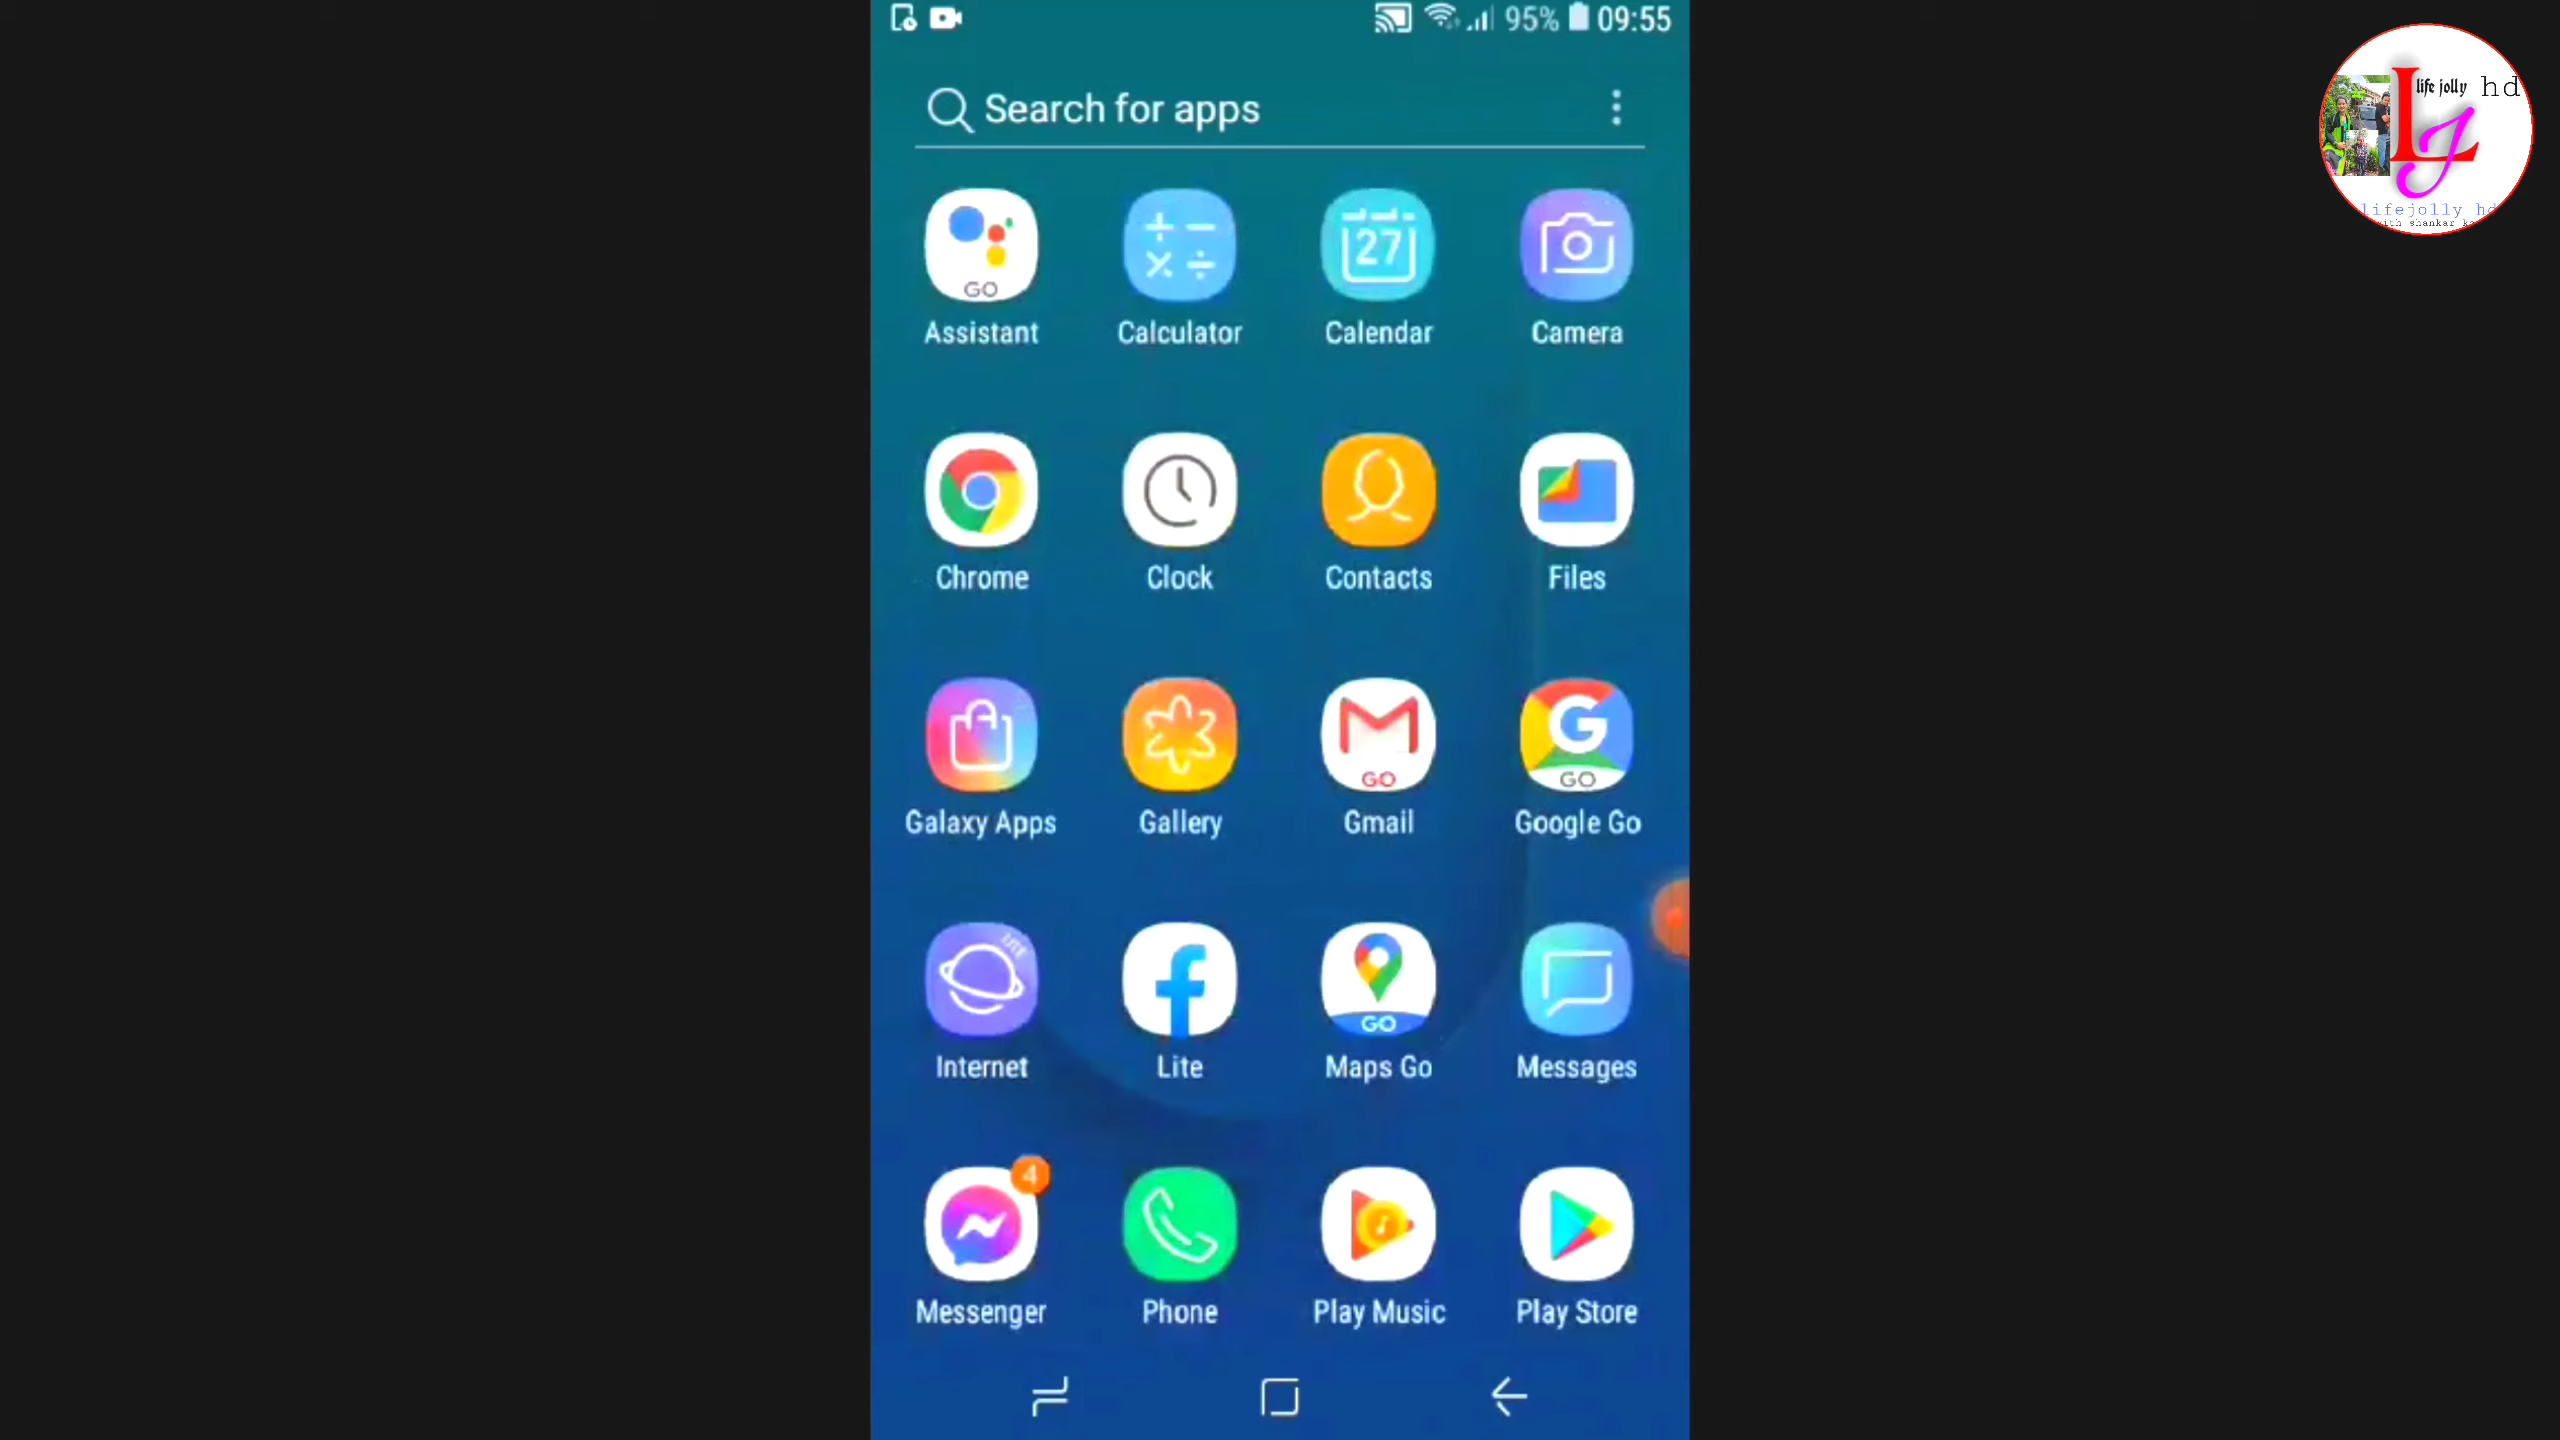 95% 09:55
life jolly hd
Search for apps
lifejolly hd
27
GO
Assistant Calculator Calendar Camera
Chrome Clock Contacts Files
GO GO
Galaxy Apps Gallery Gmail Google Go
LITE
GO
Internet Lite Maps Go Messages
4
Messenger Phone Play Music Play Store